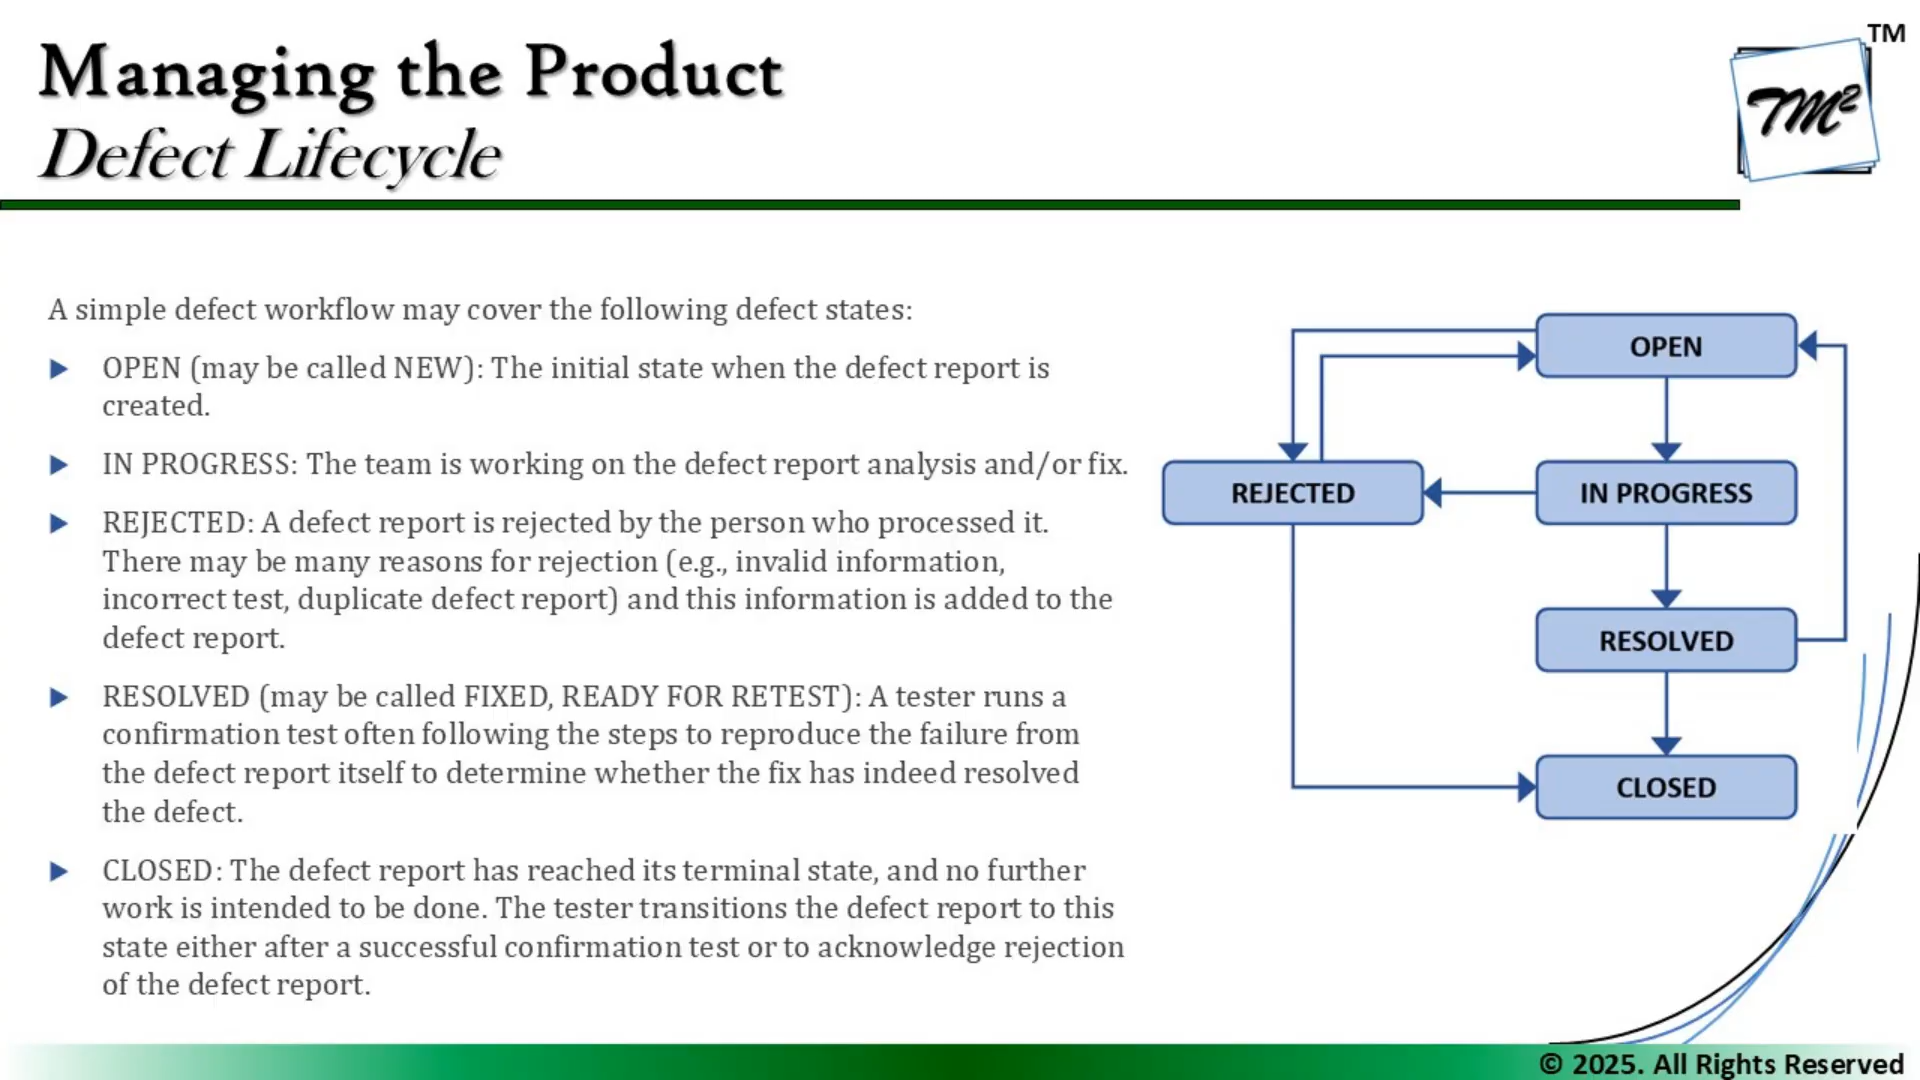 Managing the Product
Defect Lifecycle
TM
TM²
A simple defect workflow may cover the following defect states:
OPEN (may be called NEW): The initial state when the defect report is
created.
IN PROGRESS: The team is working on the defect report analysis and/or fix.
REJECTED: A defect report is rejected by the person who processed it.
There may be many reasons for rejection (e.g., invalid information,
incorrect test, duplicate defect report) and this information is added to the
defect report.
RESOLVED (may be called FIXED, READY FOR RETEST): A tester runs a
confirmation test often following the steps to reproduce the failure from
the defect report itself to determine whether the fix has indeed resolved
the defect.
CLOSED: The defect report has reached its terminal state, and no further
work is intended to be done. The tester transitions the defect report to this
state either after a successful confirmation test or to acknowledge rejection
of the defect report.
OPEN
REJECTED
IN PROGRESS
RESOLVED
CLOSED
© 2025. All Rights Reserved